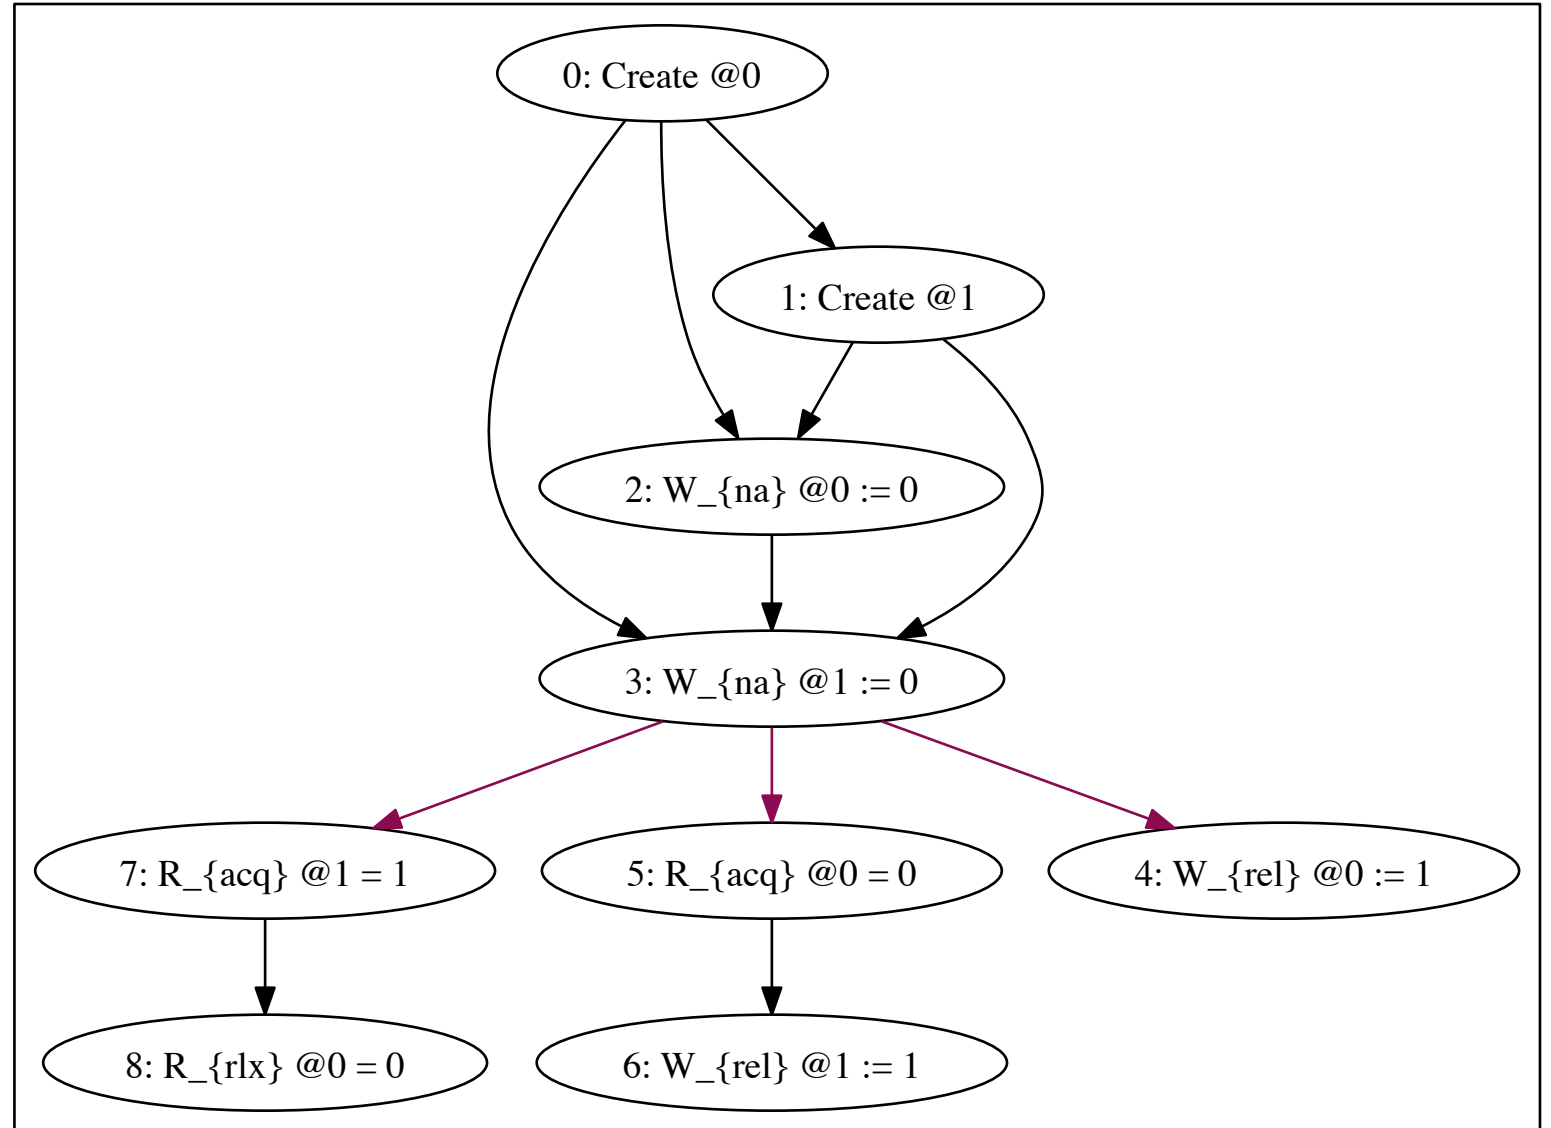 0: Create @0
1: Create @1
2: W_{na} @0 := 0
3: W_{na} @1 := 0
7: R_{acq} @1 = 1
5: R_{acq} @0 = 0
4: W_{rel} @0 := 1
8: R_{rlx} @0 = 0
6: W_{rel} @1 := 1